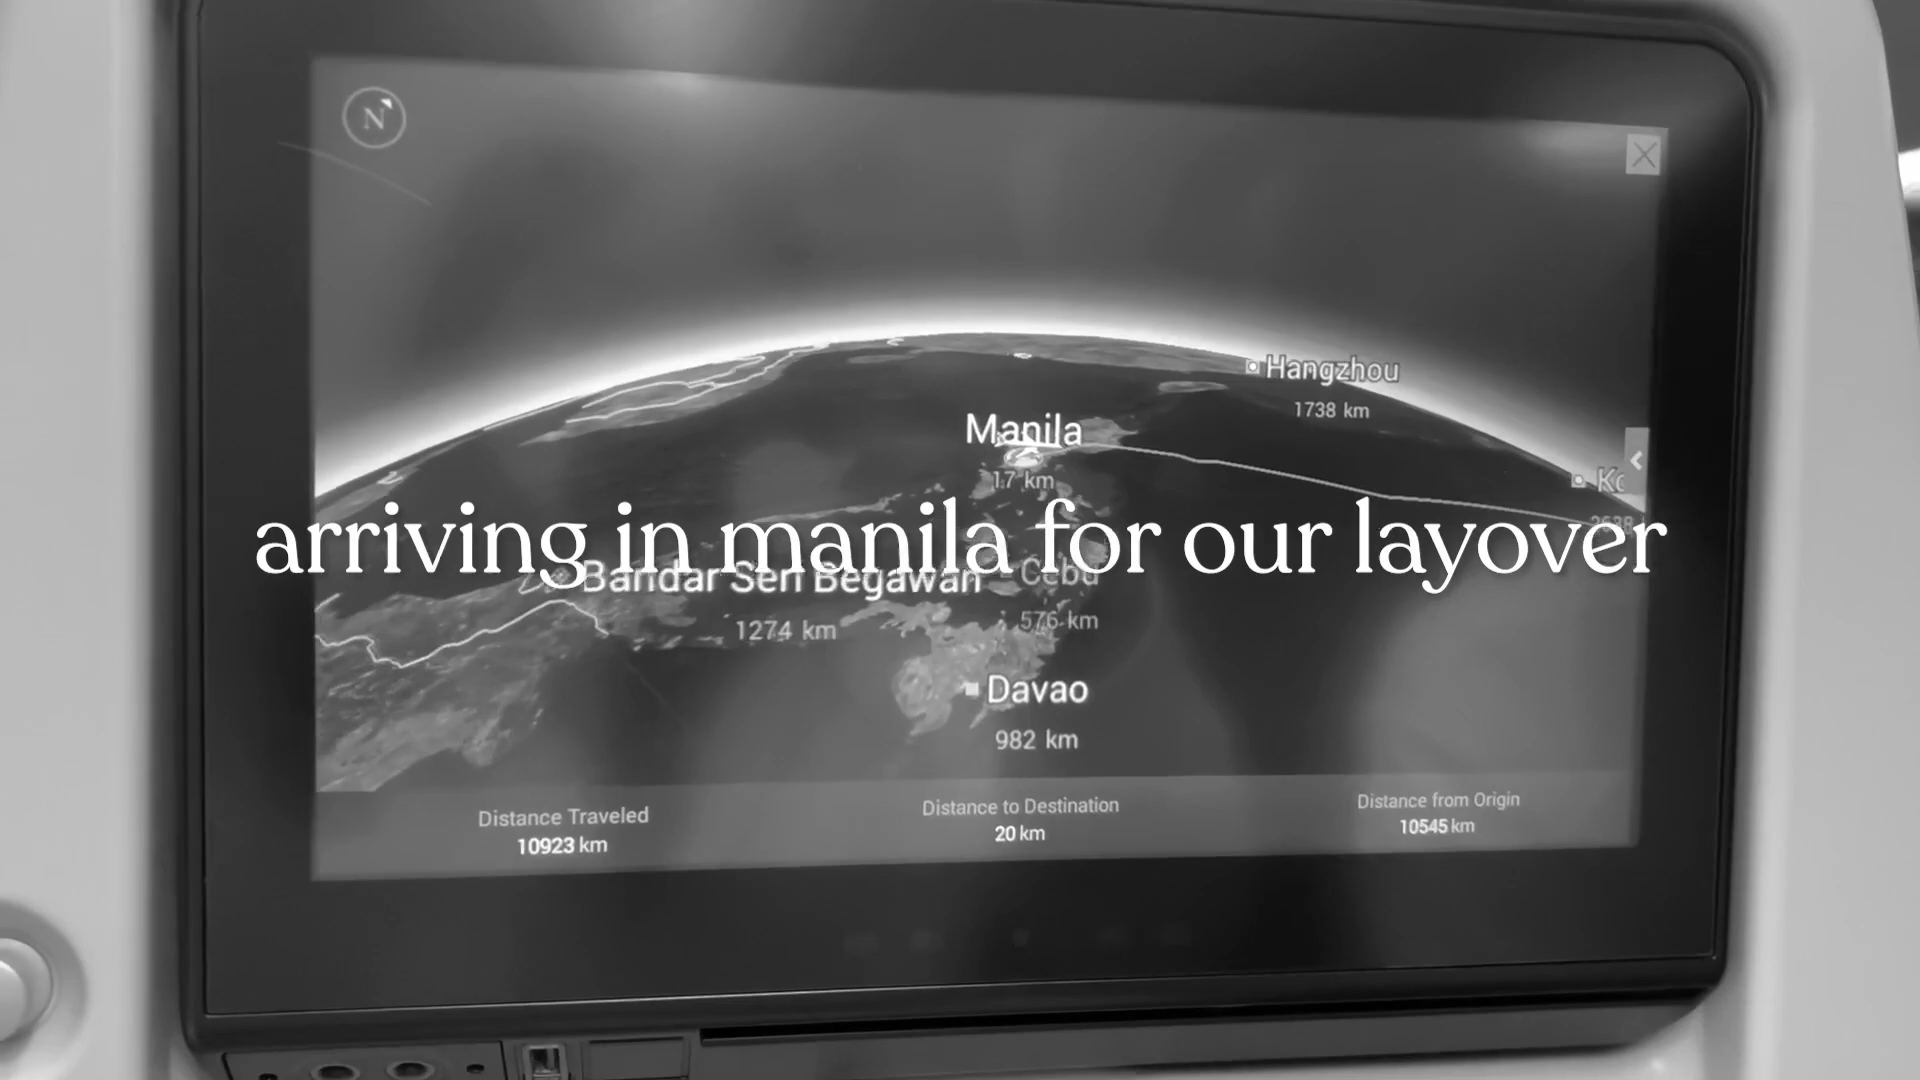 N
Hangzhou
1738 km
Manila
17 km
arriving in manila for our layover
Bandar Seri Begawan
1274 km
Cebu
576 km
Davao
982 km
Distance Traveled
10923 km
Distance to Destination
20 km
Distance from Origin
10545 km